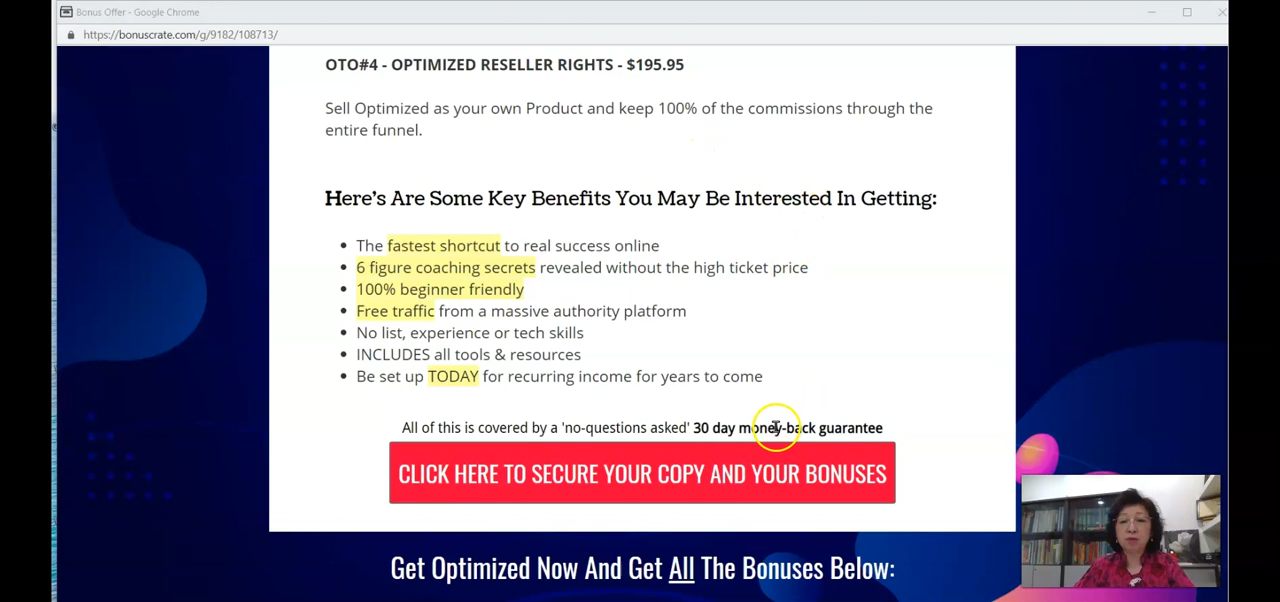 Bonus Offer - Google Chrome
https://bonuscrate.com/g/9182/108713/
OTO#4 - OPTIMIZED RESELLER RIGHTS - $195.95
Sell Optimized as your own Product and keep 100% of the commissions through the
entire funnel.
Here's Are Some Key Benefits You May Be Interested In Getting:
The fastest shortcut to real success online
6 figure coaching secrets revealed without the high ticket price
100% beginner friendly
Free traffic from a massive authority platform
No list, experience or tech skills
INCLUDES all tools & resources
Be set up TODAY for recurring income for years to come
All of this is covered by a 'no-questions asked' 30 day money-back guarantee
CLICK HERE TO SECURE YOUR COPY AND YOUR BONUSES
Get Optimized Now And Get All The Bonuses Below: